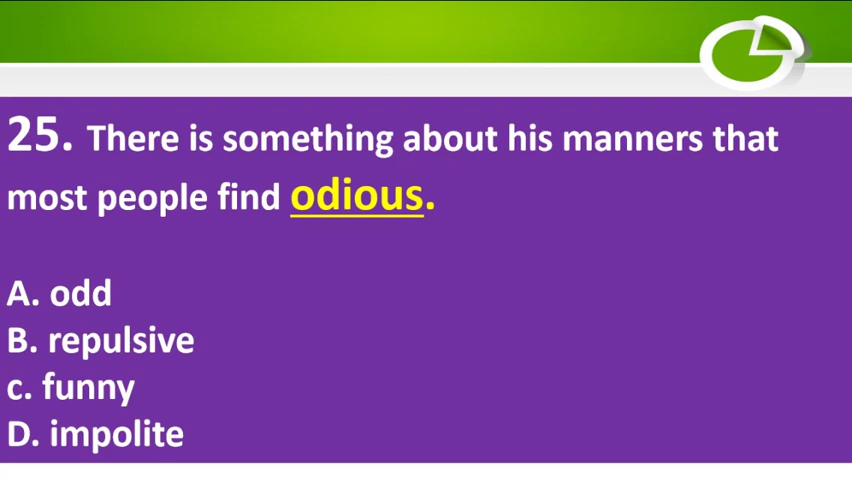 25. There is something about his manners that
most people find odious.
A. odd
B. repulsive
c. funny
D. impolite